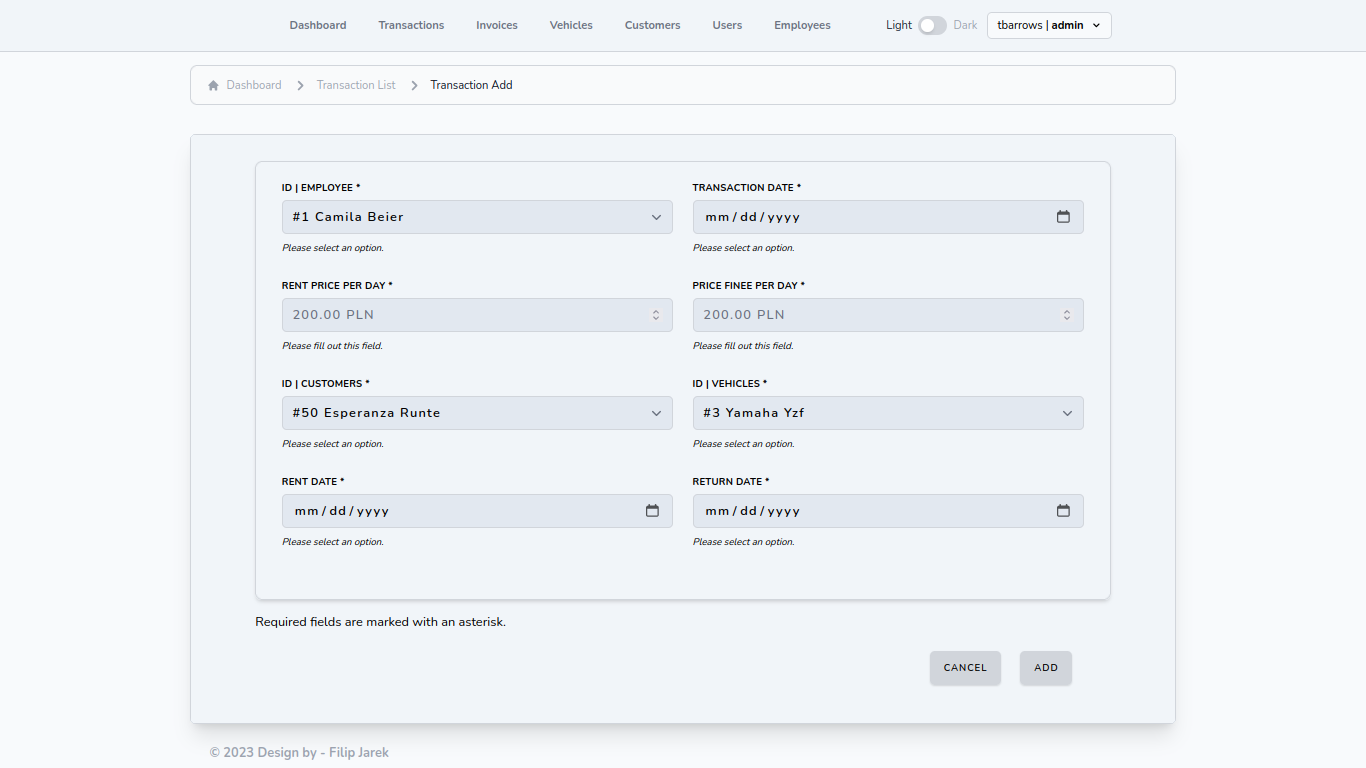 Dashboard Transactions Invoices Vehicles Customers Users Employees Light Dark tbarrows | admin
Dashboard Transaction List Transaction Add
ID | EMPLOYEE * TRANSACTION DATE *
#1 Camila Beier mm/dd/yyyy
Please select an option. Please select an option.
RENT PRICE PER DAY * PRICE FINEE PER DAY *
200.00 PLN 200.00 PLN
Please fill out this field. Please fill out this field.
ID | CUSTOMERS * ID | VEHICLES *
#50 Esperanza Runte #3 Yamaha Yzf
Please select an option. Please select an option.
RENT DATE * RETURN DATE *
mm/dd/yyyy mm/dd/yyyy
Please select an option. Please select an option.
Required fields are marked with an asterisk.
CANCEL ADD
© 2023 Design by - Filip Jarek